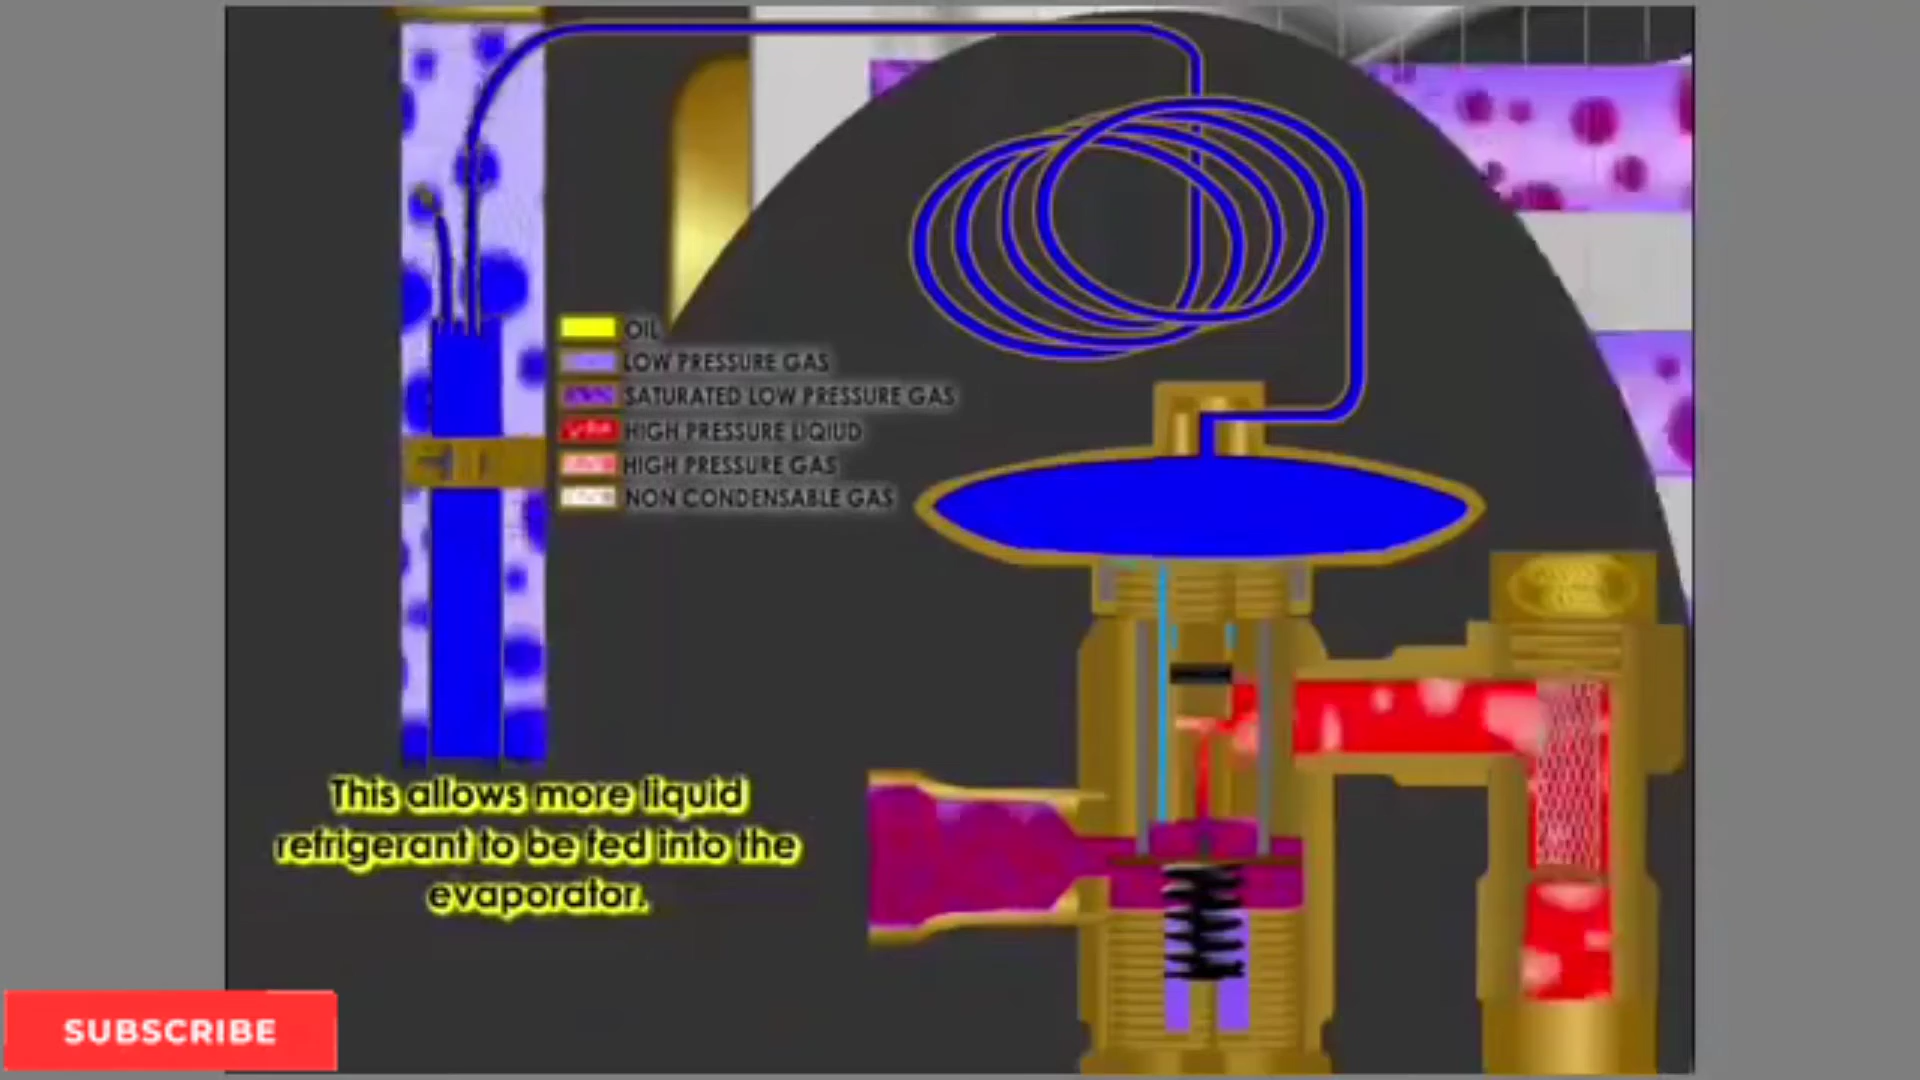 OIL
LOW PRESSURE GAS
SATURATED LOW PRESSURE GAS
HIGH PRESSURE LIQIUD
HIGH PRESSURE GAS
NON CONDENSABLE GAS
This allows more liquid
refrigerant to be fed into the
evaporator.
SUBSCRIBE